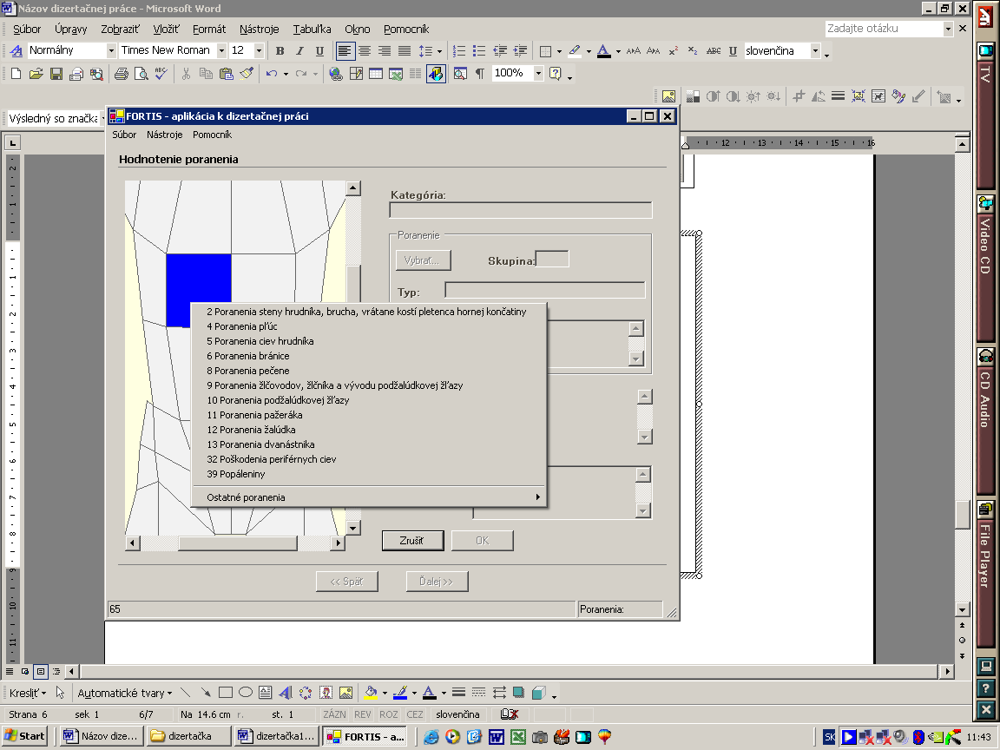 Názov dizertačnej práce - Microsoft Word
Súbor Úpravy Zobraziť Vložiť Formát Nástroje Tabuľka Okno Pomocník
Zadajte otázku
Normálny Times New Roman 12 B I U slovenčina
100%
Výsledný so značka
FORTIS - aplikácia k dizertačnej práci
Súbor Nástroje Pomocník
Hodnotenie poranenia
Kategória:
Poranenie
Vybrať...
Skupina:
Typ:
2 Poranenia steny hrudníka, brucha, vrátane kostí pletenca hornej končatiny
4 Poranenia pľúc
5 Poranenia ciev hrudníka
6 Poranenia bránice
8 Poranenia pečene
9 Poranenia žlčovodov, žlčníka a vývodu podžalúdkovej žľazy
10 Poranenia podžalúdkovej žľazy
11 Poranenia pažeráka
12 Poranenia žalúdka
13 Poranenia dvanástnika
32 Poškodenia periférnych ciev
39 Popáleniny
Ostatné poranenia
Zrušiť OK
<< Späť Ďalej >>
65 Poranenia:
12 13 14 15 16
TV
Video CD
CD Audio
File Player
Kresliť Automatické tvary
Strana 6 sek 1 6/7 Na 14.6 cm r. st. 1 ZÁZN REV ROZ CEZ slovenčina
Start Názov dize... dizertačka dizertačka1... FORTIS - a... SK 11:43